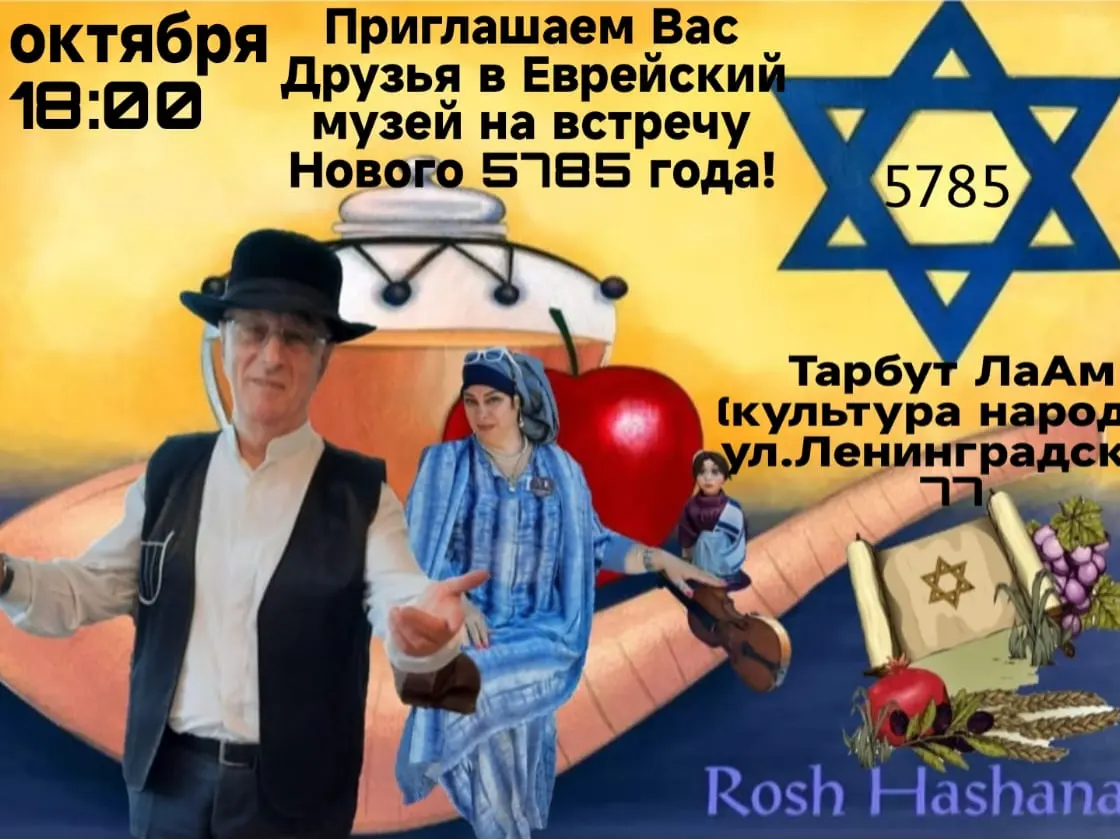 октября
18:00
Приглашаем Вас
Друзья в Еврейский
музей на встречу
Нового 5785 года!
5785
Тарбут ЛаАм
(культура народ
ул.Ленинградск
77
Rosh Hashana